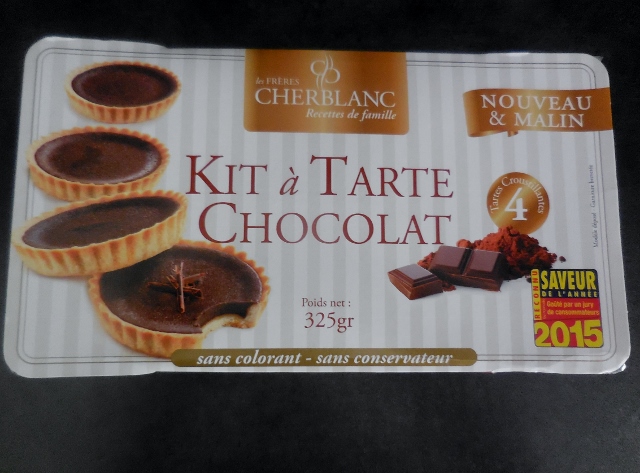 les FRÈRES
CHERBLANC
Recettes de famille
NOUVEAU
& MALIN
KIT à TARTE
CHOCOLAT
Tartes Croustillantes
4
Poids net :
325gr
RECONNU
SAVEUR
DE L'ANNÉE
Goûté par un jury
de consommateurs
2015
sans colorant - sans conservateur